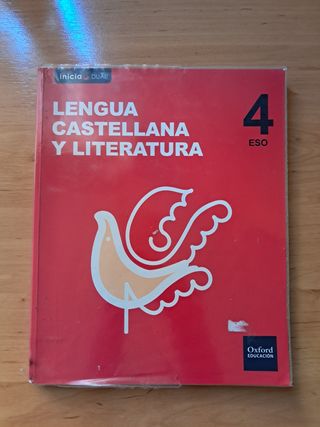 inicia DUAL
LENGUA
CASTELLANA
Y LITERATURA
4
ESO
Oxford
EDUCACIÓN